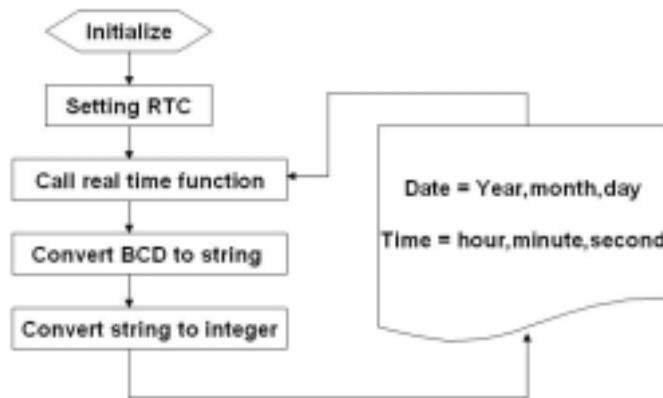 Initialize
Setting RTC
Call real time function
Convert BCD to string
Convert string to integer
Date = Year,month,day
Time = hour,minute,second